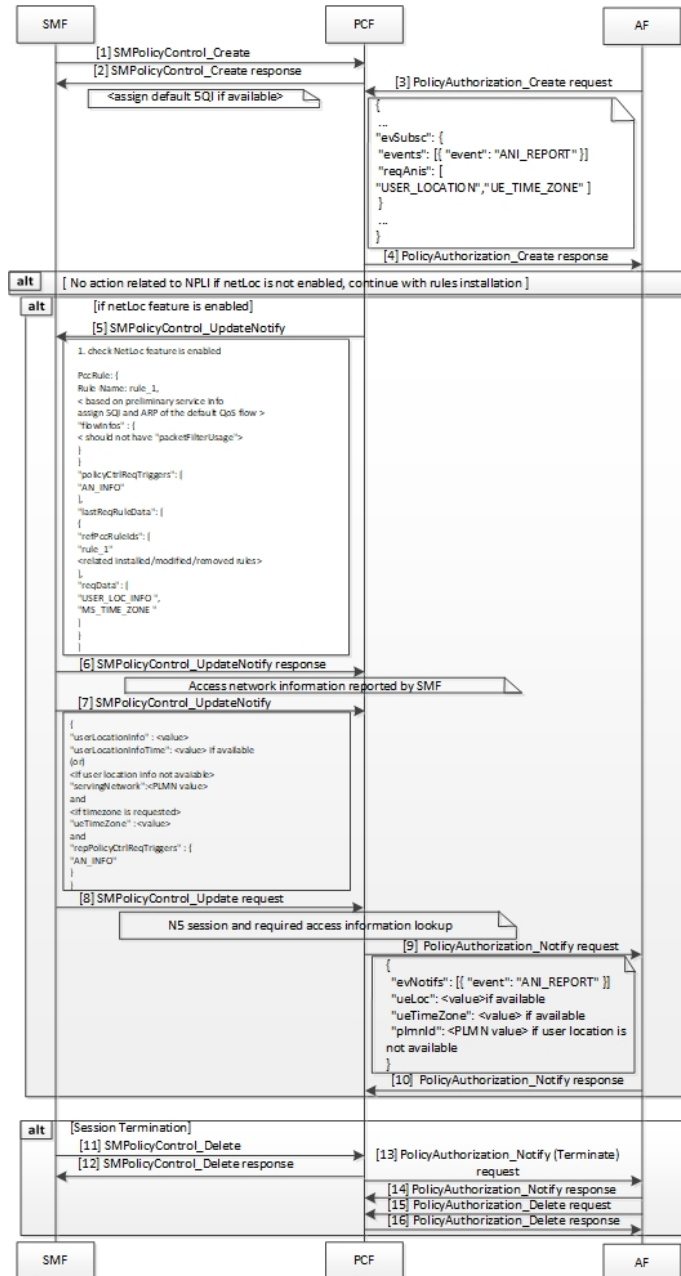 SMF
PCF
AF
[1] SMPolicyControl_Create
[2] SMPolicyControl_Create response
<assign default 5QI if available>
[3] PolicyAuthorization_Create request
{
...
"evSubsc": {
"events": [{ "event": "ANI_REPORT" }]
"reqAnis": [
"USER_LOCATION","UE_TIME_ZONE" ]
}
...
}
[4] PolicyAuthorization_Create response
alt
[ No action related to NPLI if netLoc is not enabled, continue with rules installation ]
alt
[if netLoc feature is enabled]
[5] SMPolicyControl_UpdateNotify
1. check NetLoc feature is enabled
PccRule: {
Rule Name: rule_1,
< based on preliminary service info
assign 5QI and ARP of the default QoS flow >
"flowInfos" : {
< should not have "packetFilterUsage">
}
}
"policyCtrlReqTriggers": [
"AN_INFO"
],
"lastReqRuleData": [
{
"refPccRuleIds": [
"rule_1"
<related installed/modified/removed rules>
],
"reqData": [
"USER_LOC_INFO ",
"MS_TIME_ZONE "
]
}
]
[6] SMPolicyControl_UpdateNotify response
Access network information reported by SMF
[7] SMPolicyControl_UpdateNotify
{
"userLocationInfo" : <value>
"userLocationInfoTime": <value> if available
(or)
<If user location info not avaiable>
"servingNetwork":<PLMN value>
and
<if timezone is requested>
"ueTimeZone" :<value>
and
"repPolicyCtrlReqTriggers" : {
"AN_INFO"
}
}
[8] SMPolicyControl_Update request
N5 session and required access information lookup
[9] PolicyAuthorization_Notify request
{
"evNotifs": [{ "event": "ANI_REPORT" }]
"ueLoc": <value>if available
"ueTimeZone": <value> if available
"plmnId": <PLMN value> if user location is
not available
}
[10] PolicyAuthorization_Notify response
alt
[Session Termination]
[11] SMPolicyControl_Delete
[12] SMPolicyControl_Delete response
[13] PolicyAuthorization_Notify (Terminate)
request
[14] PolicyAuthorization_Notify response
[15] PolicyAuthorization_Delete request
[16] PolicyAuthorization_Delete response
SMF
PCF
AF